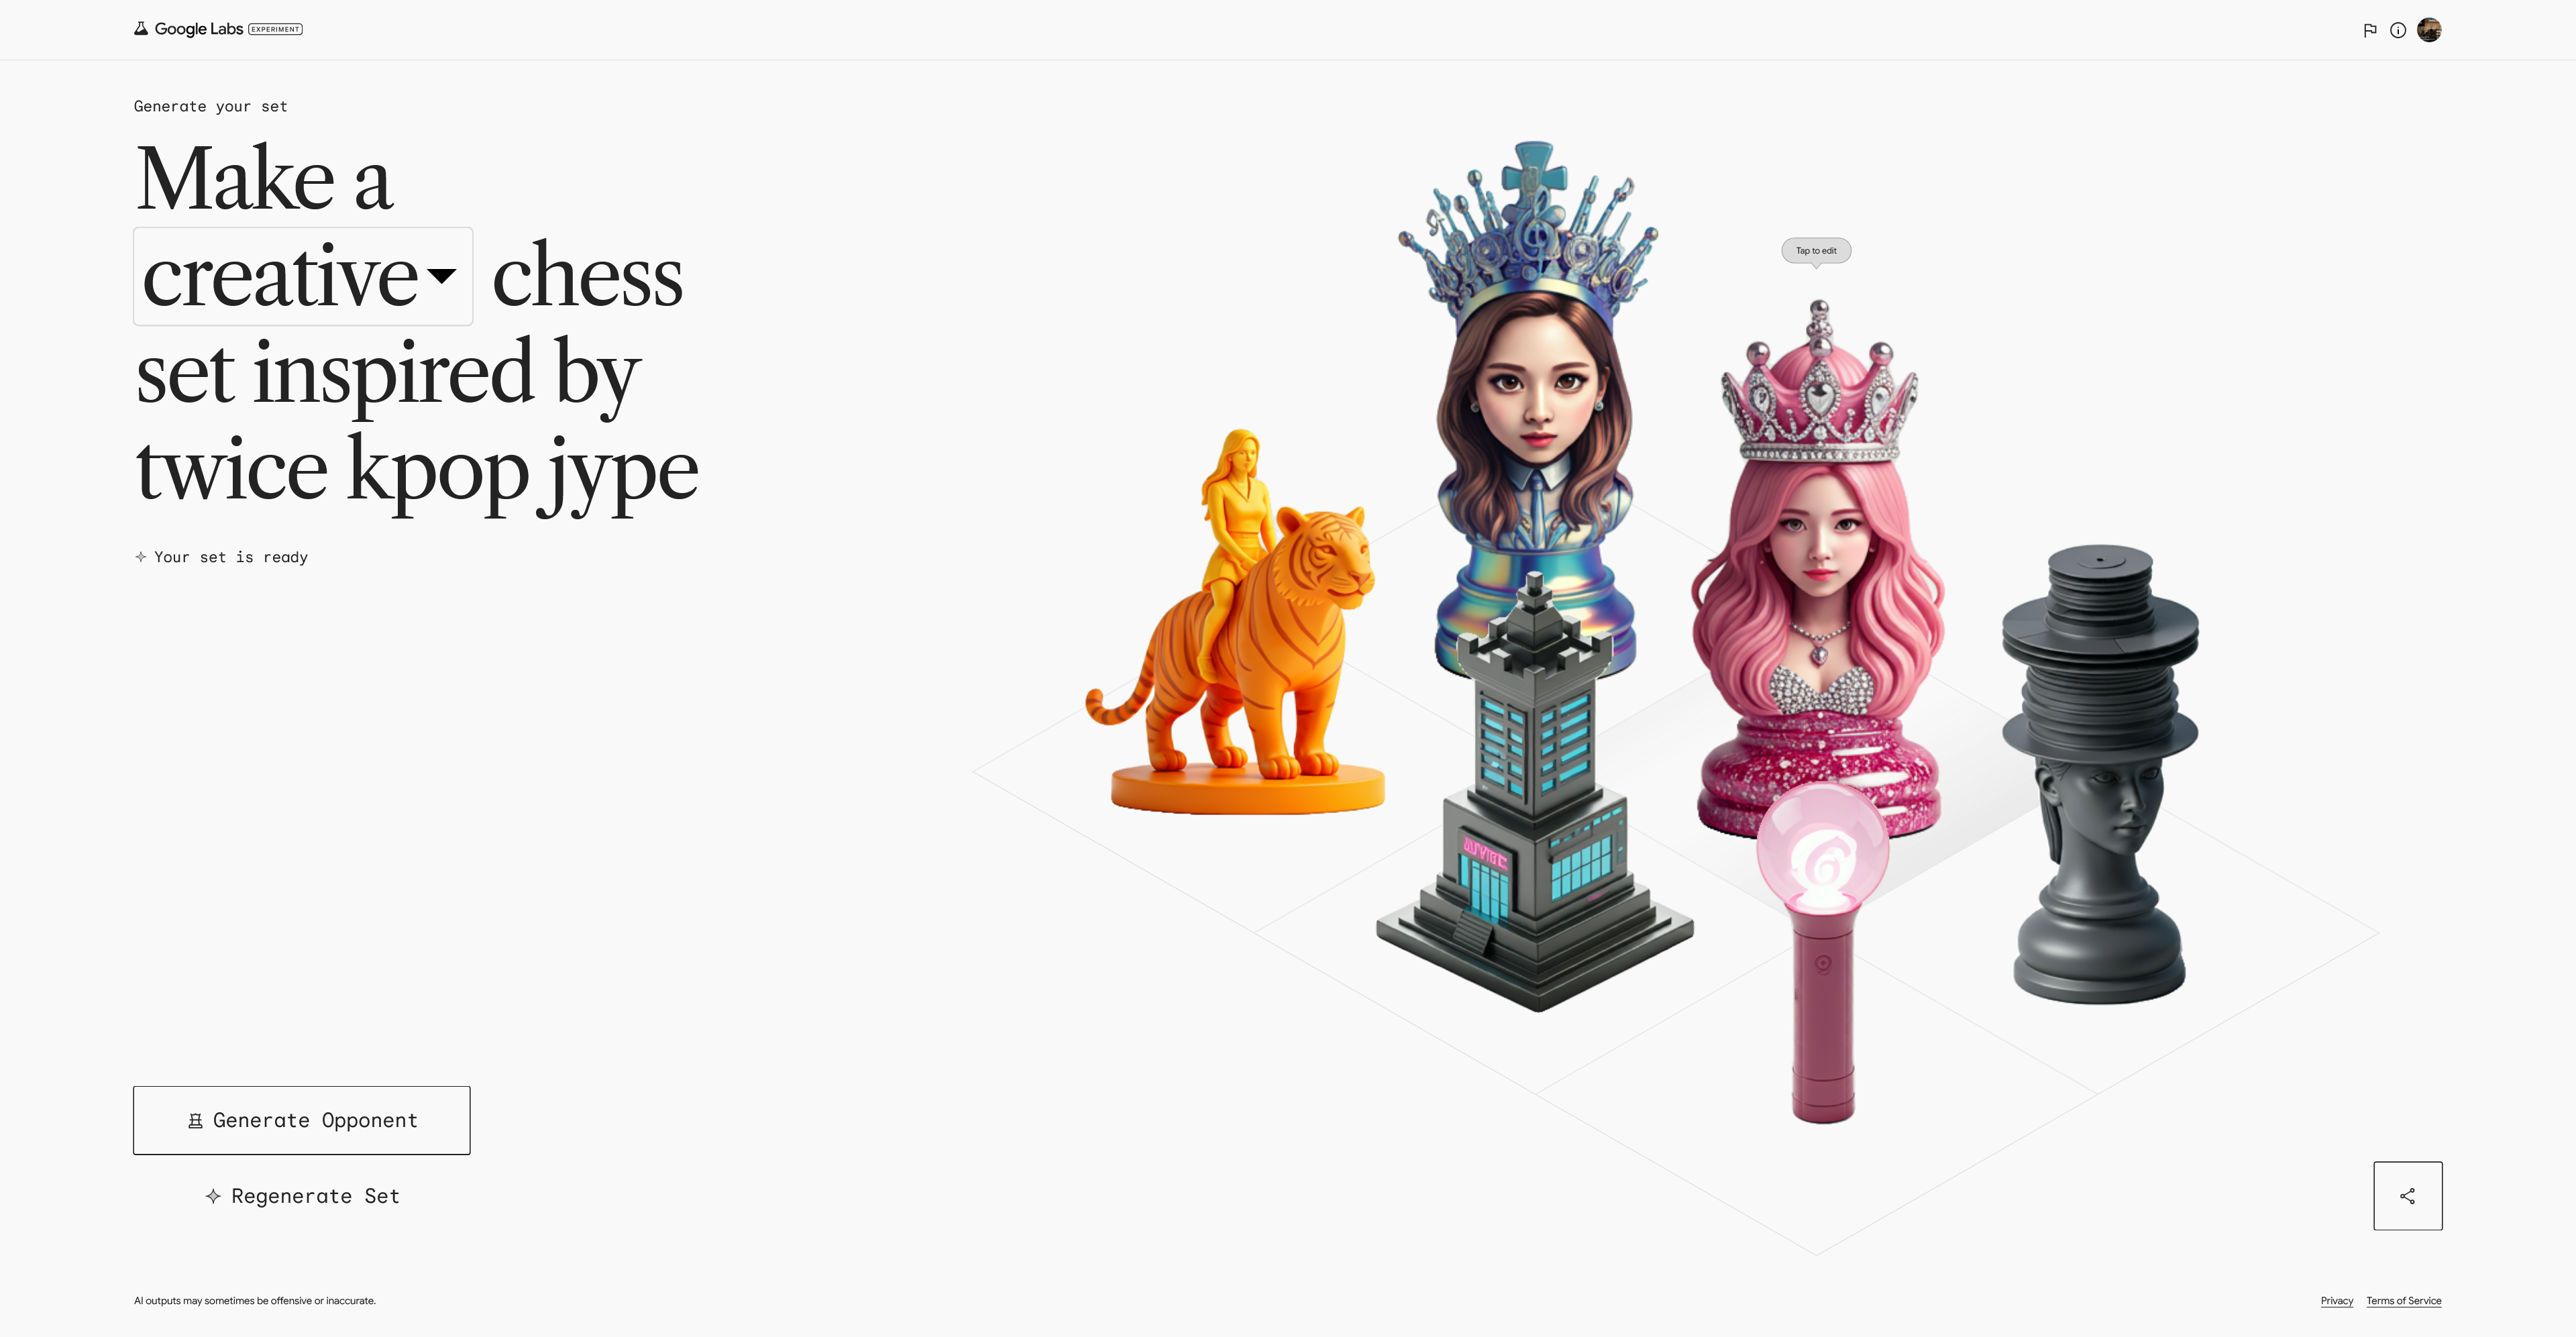 Google Labs EXPERIMENT
Generate your set
Make a
creative chess
set inspired by
twice kpop jype
Your set is ready
Tap to edit
Generate Opponent
Regenerate Set
AI outputs may sometimes be offensive or inaccurate.
Privacy Terms of Service